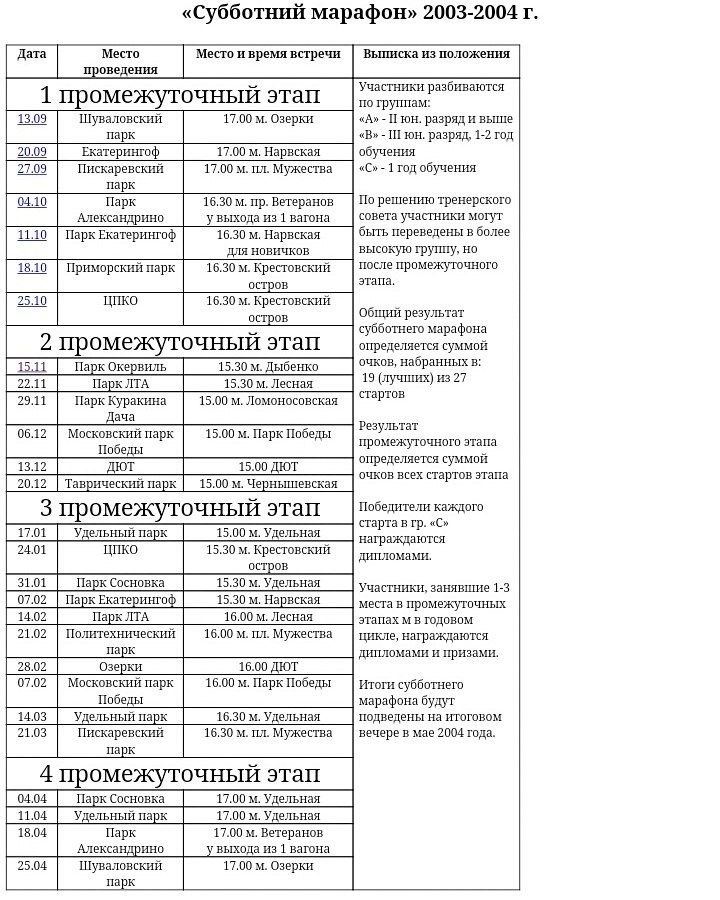 «Субботний марафон» 2003-2004 г.
Дата
Место
проведения
Место и время встречи
Выписка из положения
1 промежуточный этап
13.09
Шуваловский
парк
17.00 м. Озерки
20.09
Екатерингоф
17.00 м. Нарвская
27.09
Пискаревский
парк
17.00 м. пл. Мужества
04.10
Парк
Александрино
16.30 м. пр. Ветеранов
у выхода из 1 вагона
11.10
Парк Екатерингоф
16.30 м. Нарвская
для новичков
18.10
Приморский парк
16.30 м. Крестовский
остров
25.10
ЦПКО
16.30 м. Крестовский
остров
2 промежуточный этап
15.11
Парк Окервиль
15.30 м. Дыбенко
22.11
Парк ЛТА
15.30 м. Лесная
29.11
Парк Куракина
Дача
15.00 м. Ломоносовская
06.12
Московский парк
Победы
15.00 м. Парк Победы
13.12
ДЮТ
15.00 ДЮТ
20.12
Таврический парк
15.00 м. Чернышевская
3 промежуточный этап
17.01
Удельный парк
15.00 м. Удельная
24.01
ЦПКО
15.30 м. Крестовский
остров
31.01
Парк Сосновка
15.30 м. Удельная
07.02
Парк Екатерингоф
15.30 м. Нарвская
14.02
Парк ЛТА
16.00 м. Лесная
21.02
Политехнический
парк
16.00 м. пл. Мужества
28.02
Озерки
16.00 ДЮТ
07.02
Московский парк
Победы
16.00 м. Парк Победы
14.03
Удельный парк
16.30 м. Удельная
21.03
Пискаревский
парк
16.30 м. пл. Мужества
4 промежуточный этап
04.04
Парк Сосновка
17.00 м. Удельная
11.04
Удельный парк
17.00 м. Удельная
18.04
Парк
Александрино
17.00 м. Ветеранов
у выхода из 1 вагона
25.04
Шуваловский
парк
17.00 м. Озерки
Участники разбиваются
по группам:
«А» - II юн. разряд и выше
«В» - III юн. разряд, 1-2 год
обучения
«С» - 1 год обучения
По решению тренерского
совета участники могут
быть переведены в более
высокую группу, но
после промежуточного
этапа.
Общий результат
субботнего марафона
определяется суммой
очков, набранных в:
19 (лучших) из 27
стартов
Результат
промежуточного этапа
определяется суммой
очков всех стартов этапа
Победители каждого
старта в гр. «С»
награждаются
дипломами.
Участники, занявшие 1-3
места в промежуточных
этапах м в годовом
цикле, награждаются
дипломами и призами.
Итоги субботнего
марафона будут
подведены на итоговом
вечере в мае 2004 года.